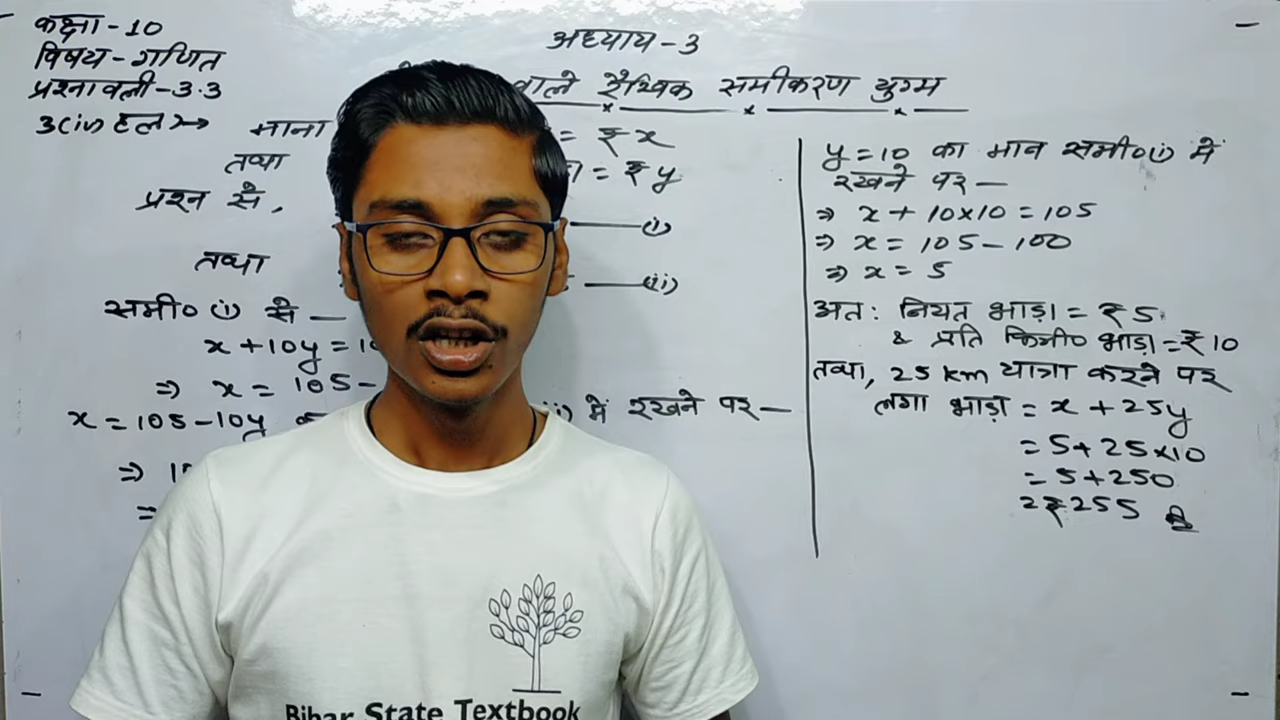 कक्षा-10
विषय-गणित
प्रश्नावली-3.3
अध्याय-3
वाले रैखिक समीकरण युग्म
3(iv) हल→ माना = ₹x
तथा = ₹y
प्रश्न से,
—(i)
तथा
—(ii)
समी० (i) से —
x+10y = 10
⇒ x = 105-
x = 105-10y में रखने पर —
⇒
=
y=10 का मान समी०(i) में
रखने पर —
⇒ x + 10×10 = 105
⇒ x = 105-100
⇒ x = 5
अत: नियत भाड़ा = ₹5
& प्रति किमी० भाड़ा=₹10
तथा, 25 km यात्रा करने पर
लगा भाड़ा = x + 25y
= 5+25×10
= 5+250
=₹255
Bihar State Textbook